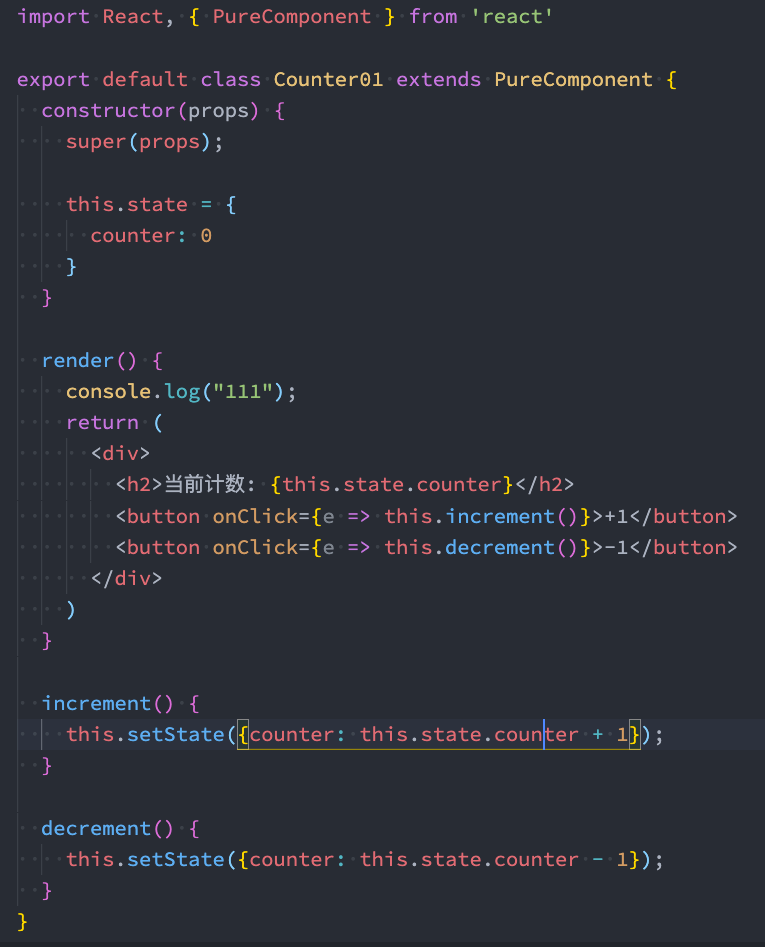 import React, { PureComponent } from 'react'
export default class Counter01 extends PureComponent {
constructor(props) {
super(props);
this.state = {
counter: 0
}
}
render() {
console.log("111");
return (
<div>
<h2>当前计数: {this.state.counter}</h2>
<button onClick={e => this.increment()}>+1</button>
<button onClick={e => this.decrement()}>-1</button>
</div>
)
}
increment() {
this.setState({counter: this.state.counter + 1});
}
decrement() {
this.setState({counter: this.state.counter - 1});
}
}